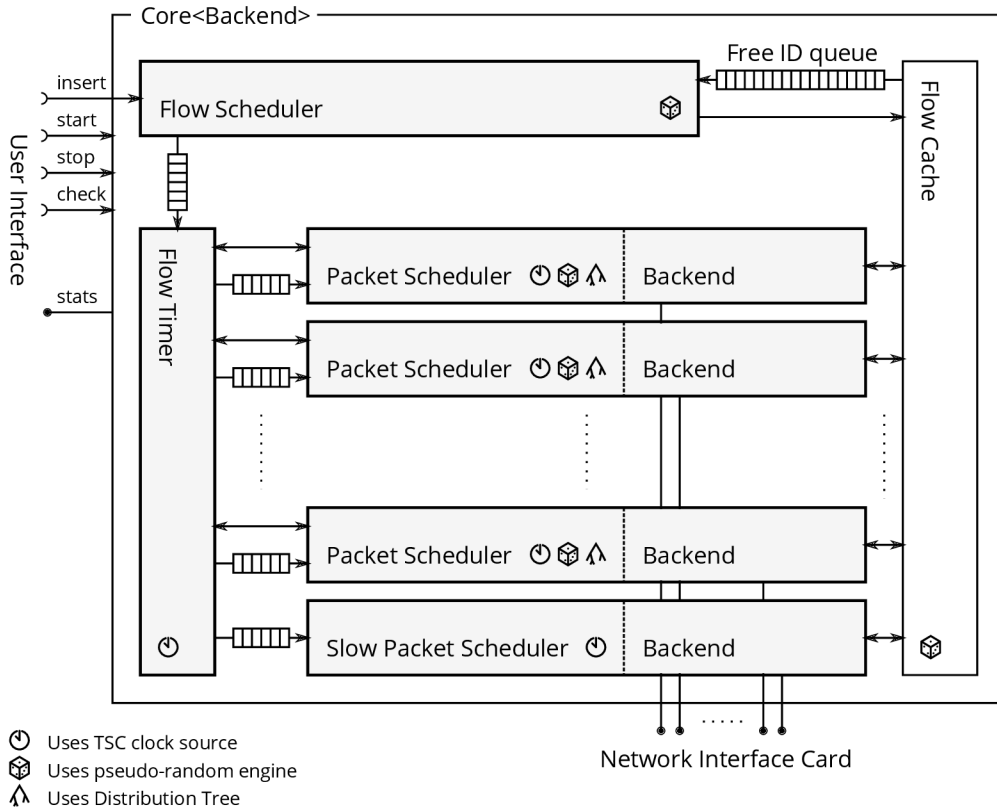 Core<Backend>
Free ID queue
insert
Flow Scheduler
Flow Cache
start
stop
check
User Interface
stats
Flow Timer
Packet Scheduler
Backend
Packet Scheduler
Backend
Packet Scheduler
Backend
Slow Packet Scheduler
Backend
Network Interface Card
Uses TSC clock source
Uses pseudo-random engine
Uses Distribution Tree